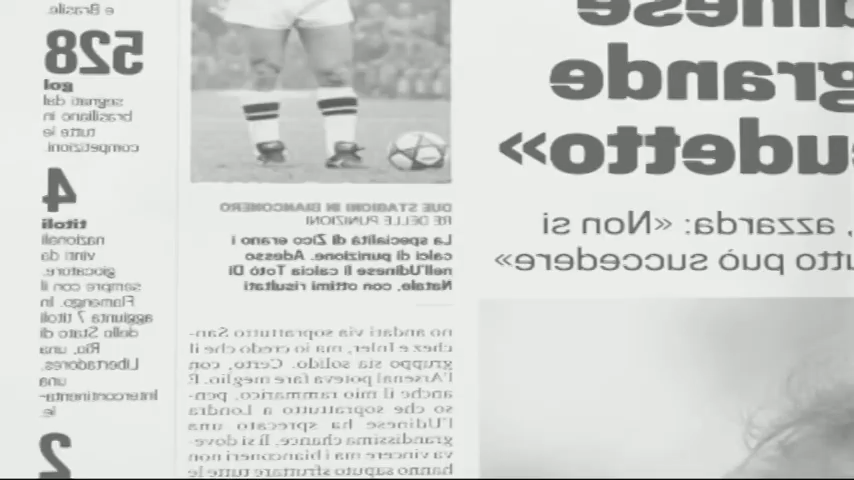 dinese
grande
udetto»
, azzarda: «Non si
utto può succedere»
DUE STAGIONI IN BIANCONERO
RE DELLE PUNIZIONI
La specialità di Zico erano i
calci di punizione. Adesso
nell'Udinese li calcia Totò Di
Natale, con ottimi risultati
no andati via soprattutto San-
chez e Inler, ma io credo che il
gruppo sia solido. Certo, con
l'Arsenal poteva fare meglio. È
anche il mio rammarico, pen-
so che soprattutto a Londra
l'Udinese ha sprecato una
grandissima chance, lì si dove-
va vincere ma i bianconeri non
hanno saputo sfruttare tutte le
e Brasile.
528
gol
segnati dal
brasiliano in
tutte le
competizioni
4
titoli
nazionali
vinti da
giocatore,
sempre con il
Flamengo. In
aggiunta 7 titoli
dello Stato di
Rio, una
Libertadores,
una
Intercontinenta-
le
2